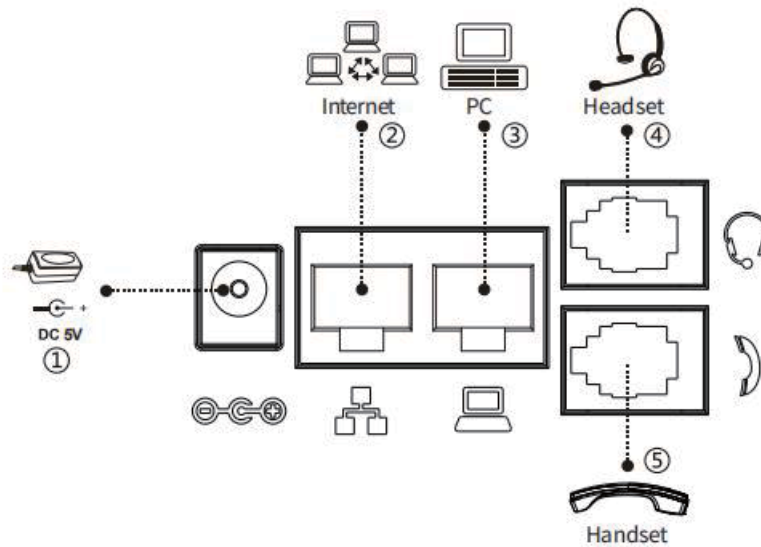 Internet
PC
Headset
②
③
④
DC 5V
①
⑤
Handset